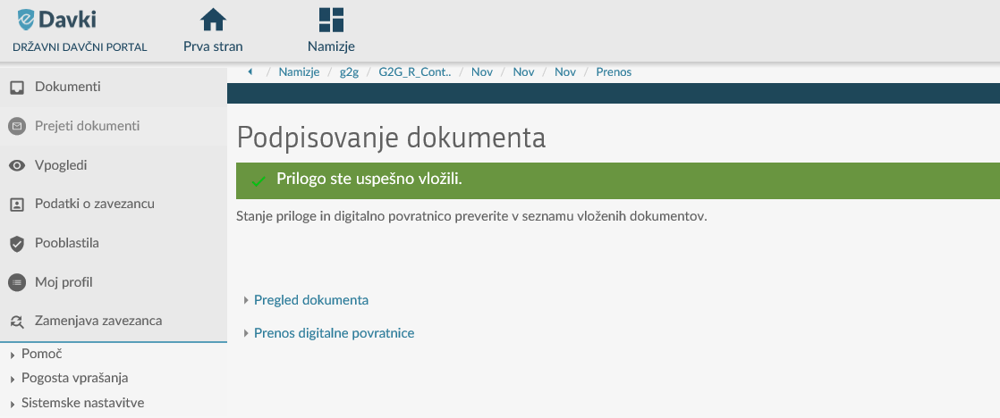 eDavki
DRŽAVNI DAVČNI PORTAL
Prva stran
Namizje
/ Namizje / g2g / G2G_R_Cont.. / Nov / Nov / Nov / Prenos
Dokumenti
Prejeti dokumenti
Vpogledi
Podatki o zavezancu
Pooblastila
Moj profil
Zamenjava zavezanca
Pomoč
Pogosta vprašanja
Sistemske nastavitve
Podpisovanje dokumenta
Prilogo ste uspešno vložili.
Stanje priloge in digitalno povratnico preverite v seznamu vloženih dokumentov.
Pregled dokumenta
Prenos digitalne povratnice